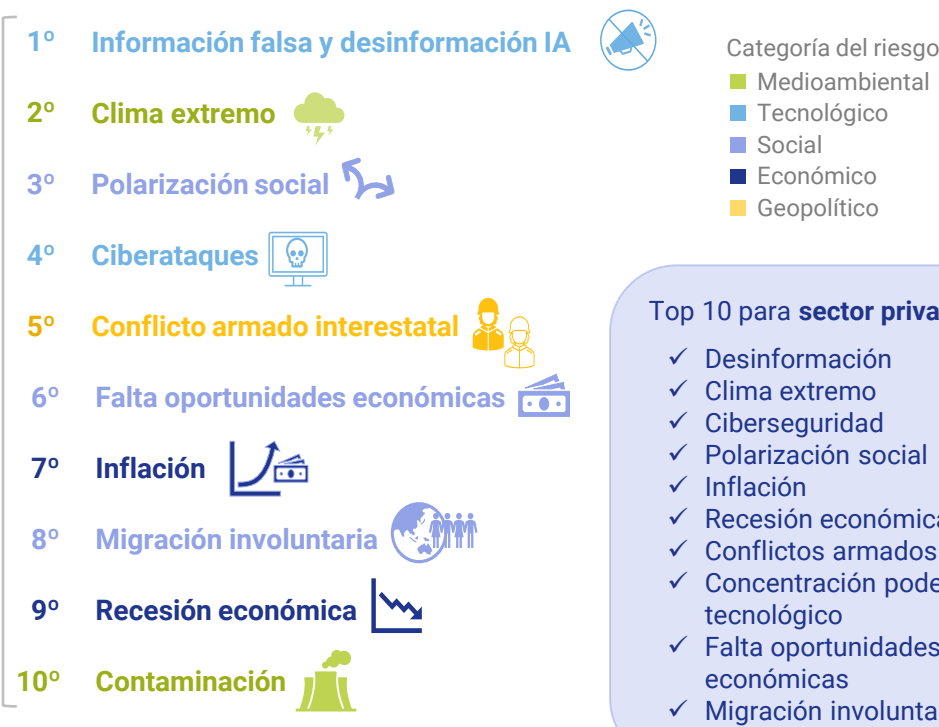 1º Información falsa y desinformación IA
2º Clima extremo
3º Polarización social
4º Ciberataques
5º Conflicto armado interestatal
6º Falta oportunidades económicas
7º Inflación
8º Migración involuntaria
9º Recesión económica
10º Contaminación
Categoría del riesgo
Medioambiental
Tecnológico
Social
Económico
Geopolítico
Top 10 para sector priva
✓ Desinformación
✓ Clima extremo
✓ Ciberseguridad
✓ Polarización social
✓ Inflación
✓ Recesión económica
✓ Conflictos armados
✓ Concentración pode
tecnológico
✓ Falta oportunidades
económicas
✓ Migración involunta